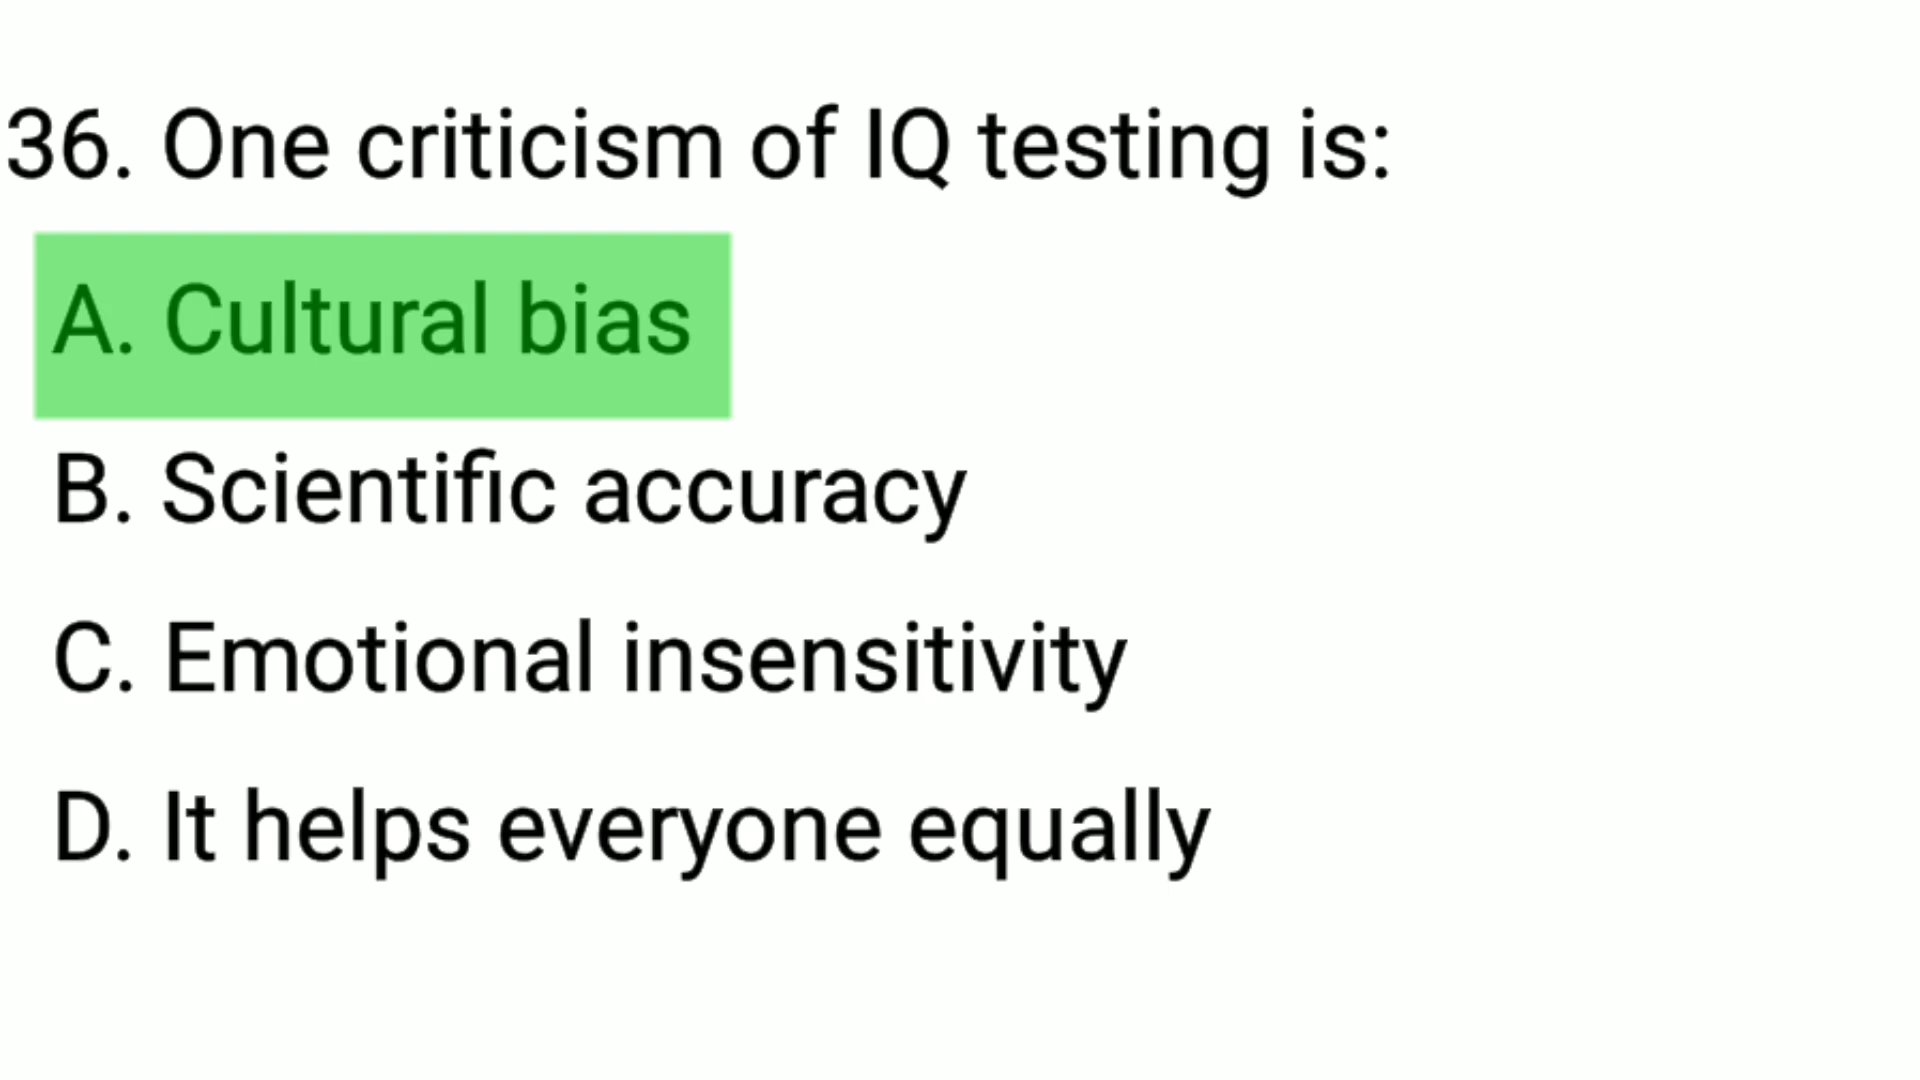 36. One criticism of IQ testing is:
A. Cultural bias
B. Scientific accuracy
C. Emotional insensitivity
D. It helps everyone equally